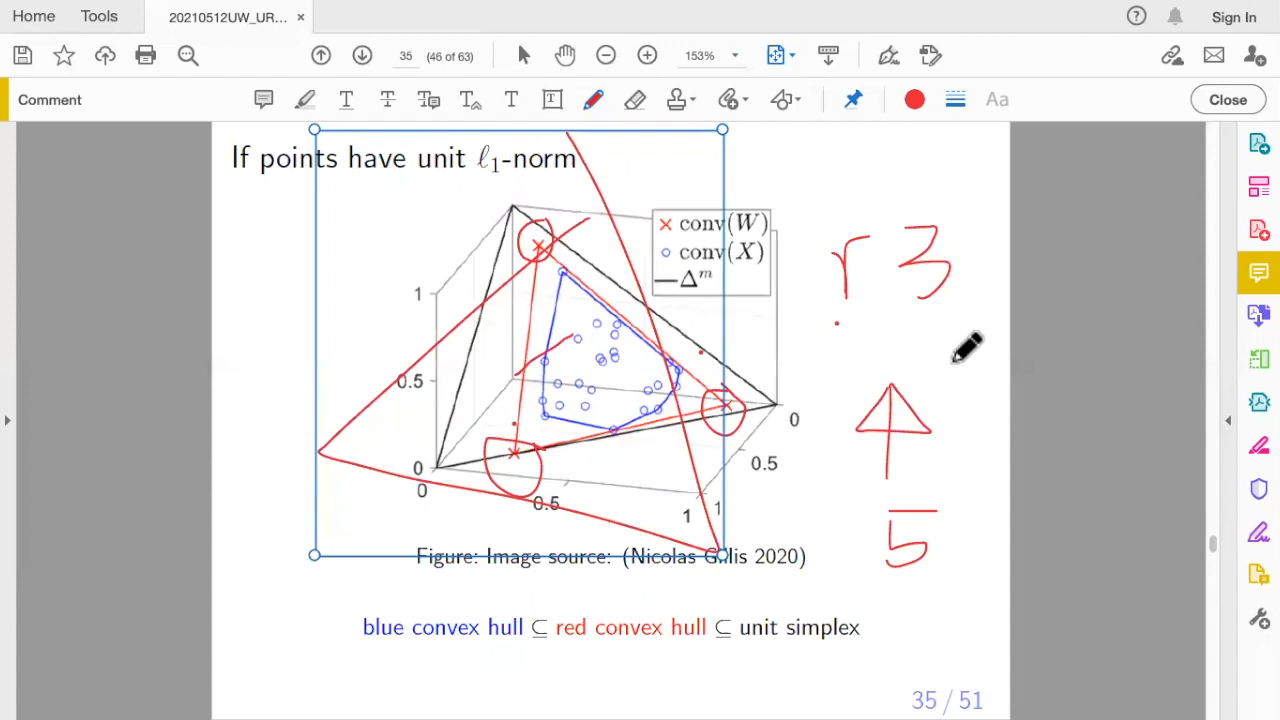 Home Tools 20210512UW_UR... × Sign In
35 (46 of 63) 153%
Comment Close
If points have unit ℓ₁-norm
× conv(W)
○ conv(X)
— Δᵐ
r 3
1
0.5
0
0
0.5
1
1
0.5
0
5
Figure: Image source: (Nicolas Gillis 2020)
blue convex hull ⊆ red convex hull ⊆ unit simplex
35 / 51